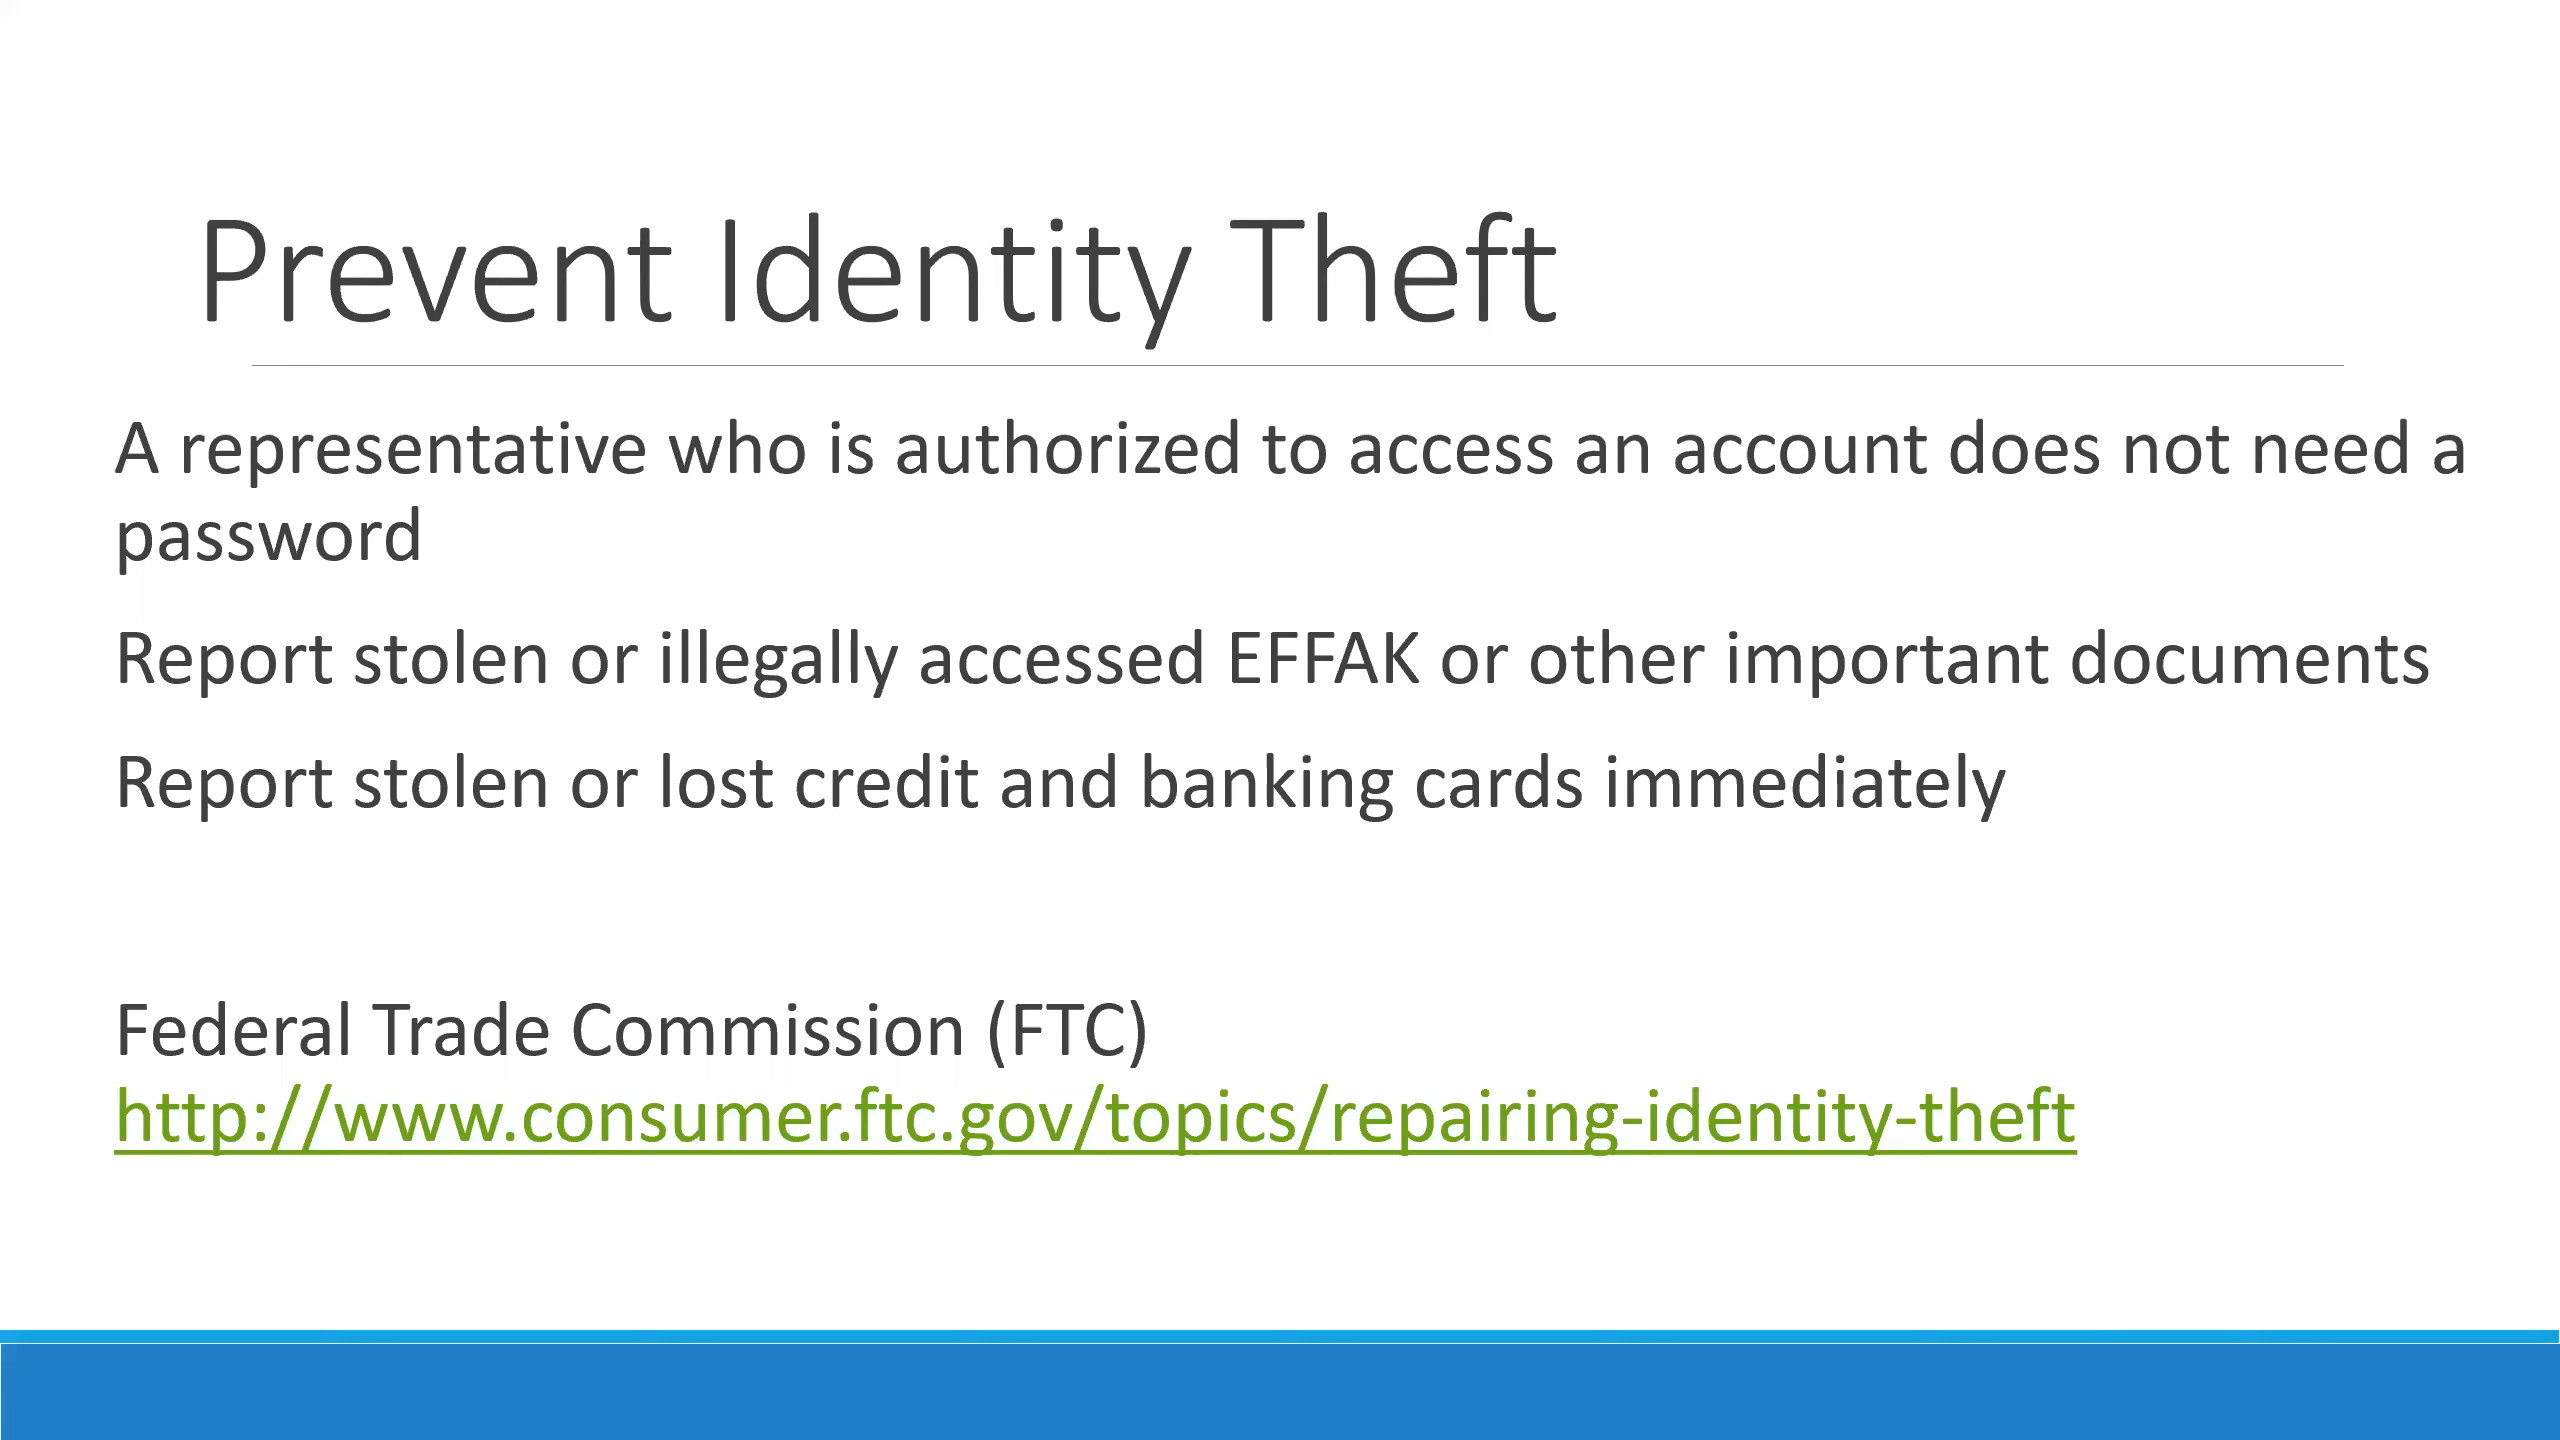 Prevent Identity Theft
A representative who is authorized to access an account does not need a
password
Report stolen or illegally accessed EFFAK or other important documents
Report stolen or lost credit and banking cards immediately
Federal Trade Commission (FTC)
http://www.consumer.ftc.gov/topics/repairing-identity-theft